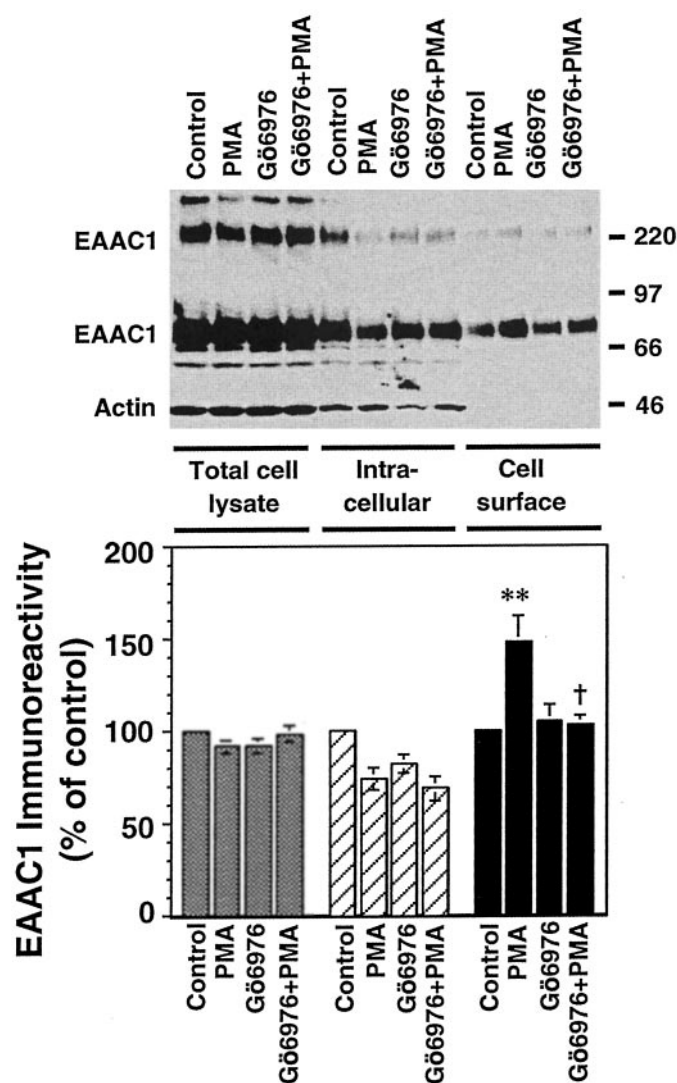 Control
PMA
Gö6976
Gö6976+PMA
Control
PMA
Gö6976
Gö6976+PMA
Control
PMA
Gö6976
Gö6976+PMA
EAAC1
220
97
EAAC1
66
Actin
46
Total cell
lysate
Intra-
cellular
Cell
surface
EAAC1 Immunoreactivity
(% of control)
200
150
100
50
0
**
†
Control
PMA
Gö6976
Gö6976+PMA
Control
PMA
Gö6976
Gö6976+PMA
Control
PMA
Gö6976
Gö6976+PMA